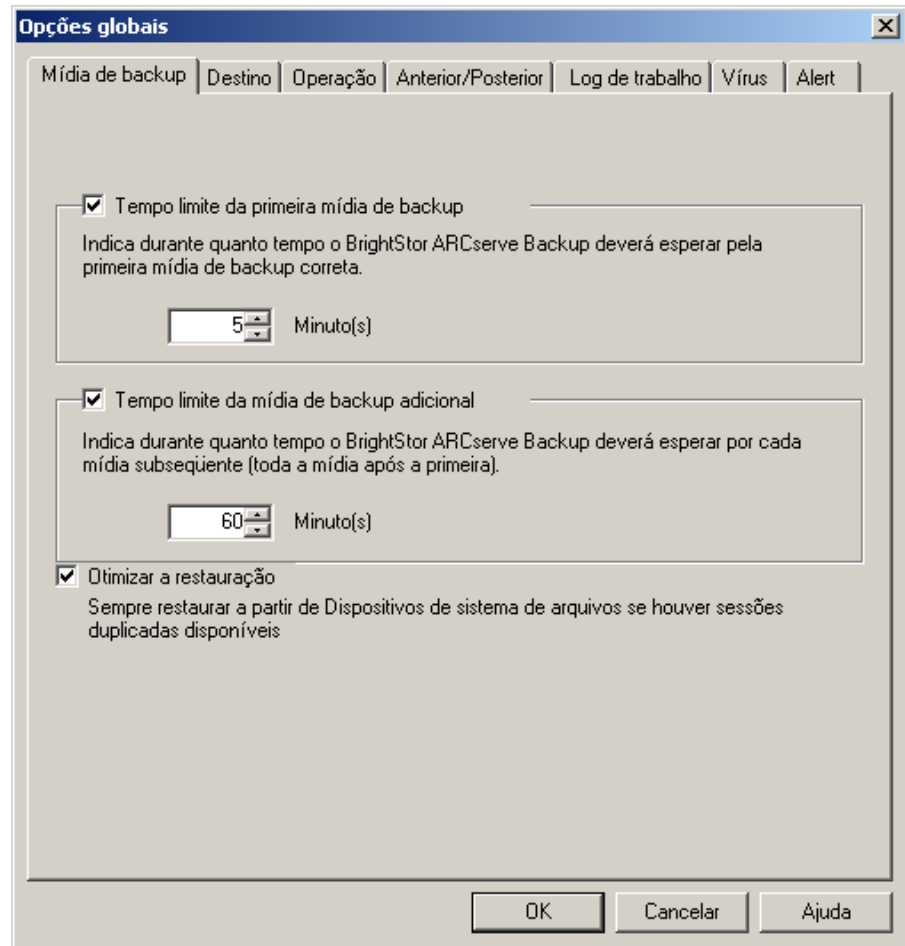 Opções globais
Mídia de backup Destino Operação Anterior/Posterior Log de trabalho Vírus Alert
Tempo limite da primeira mídia de backup
Indica durante quanto tempo o BrightStor ARCserve Backup deverá esperar pela
primeira mídia de backup correta.
5 Minuto(s)
Tempo limite da mídia de backup adicional
Indica durante quanto tempo o BrightStor ARCserve Backup deverá esperar por cada
mídia subseqüente (toda a mídia após a primeira).
60 Minuto(s)
Otimizar a restauração
Sempre restaurar a partir de Dispositivos de sistema de arquivos se houver sessões
duplicadas disponíveis
OK Cancelar Ajuda